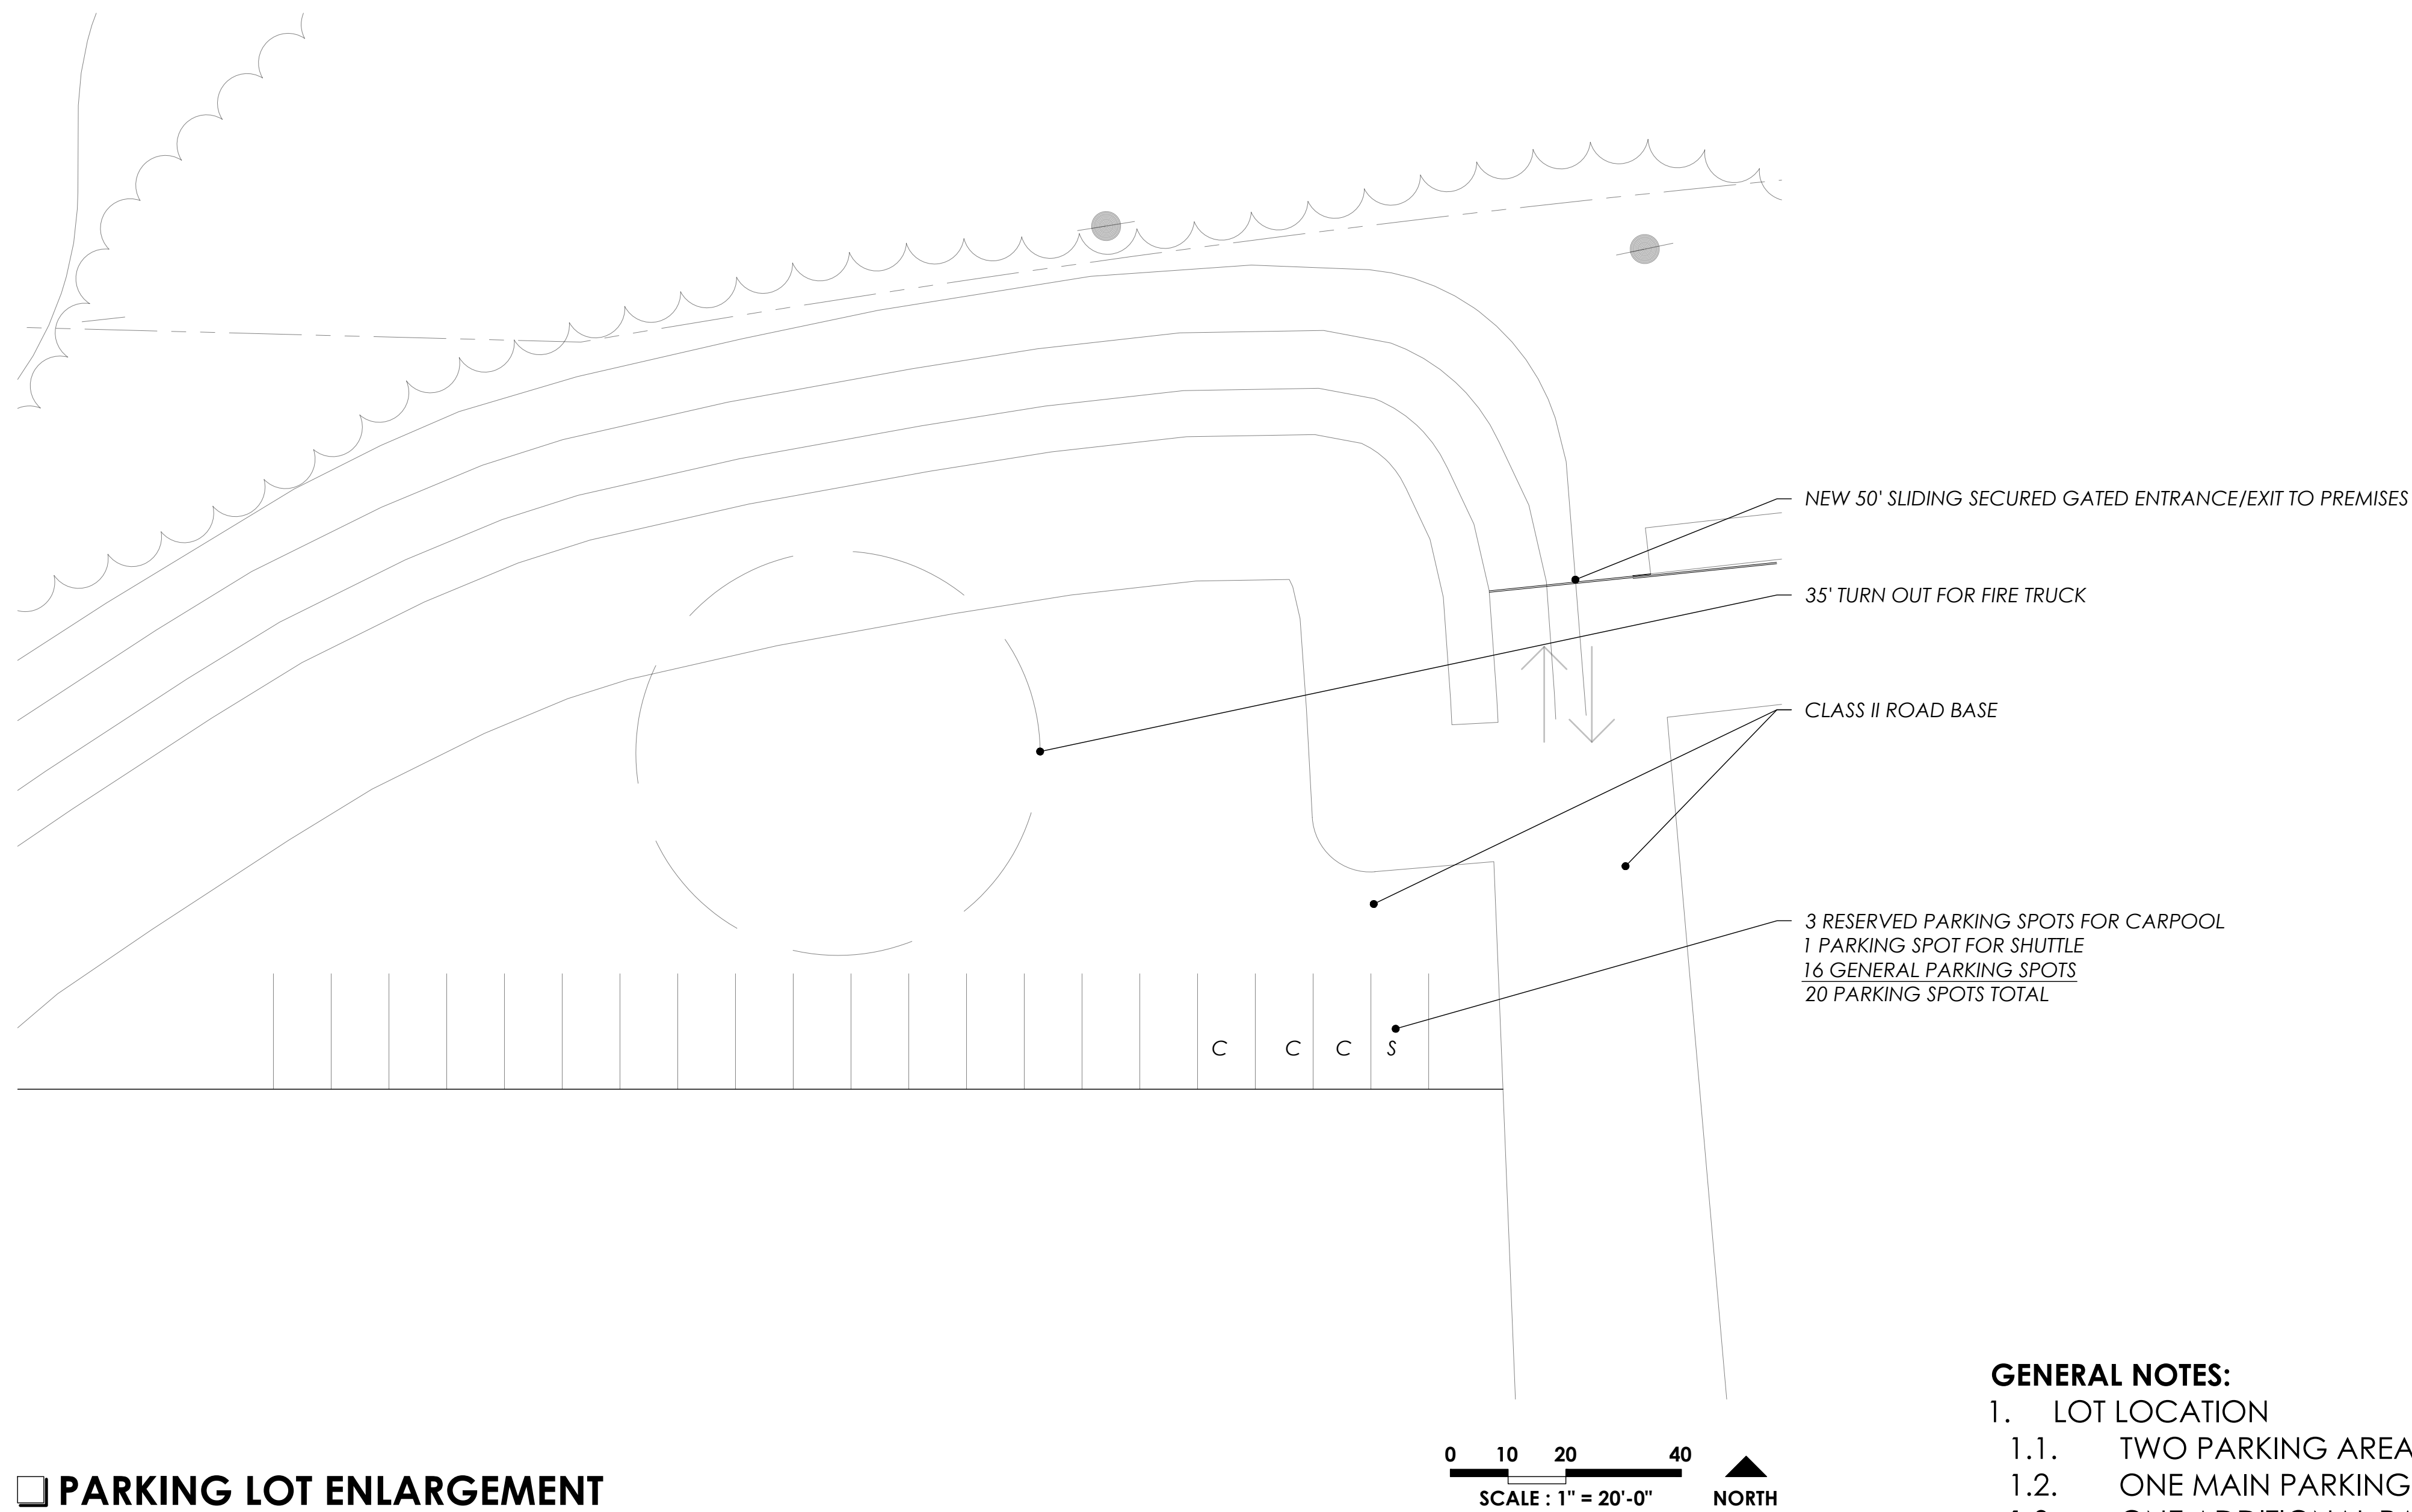 NEW 50' SLIDING SECURED GATED ENTRANCE/EXIT TO PREMISES
35' TURN OUT FOR FIRE TRUCK
CLASS II ROAD BASE
3 RESERVED PARKING SPOTS FOR CARPOOL
1 PARKING SPOT FOR SHUTTLE
16 GENERAL PARKING SPOTS
20 PARKING SPOTS TOTAL
C C C S
GENERAL NOTES:
1. LOT LOCATION
1.1. TWO PARKING AREA
1.2. ONE MAIN PARKING
0 10 20 40
SCALE : 1" = 20'-0"
NORTH
PARKING LOT ENLARGEMENT